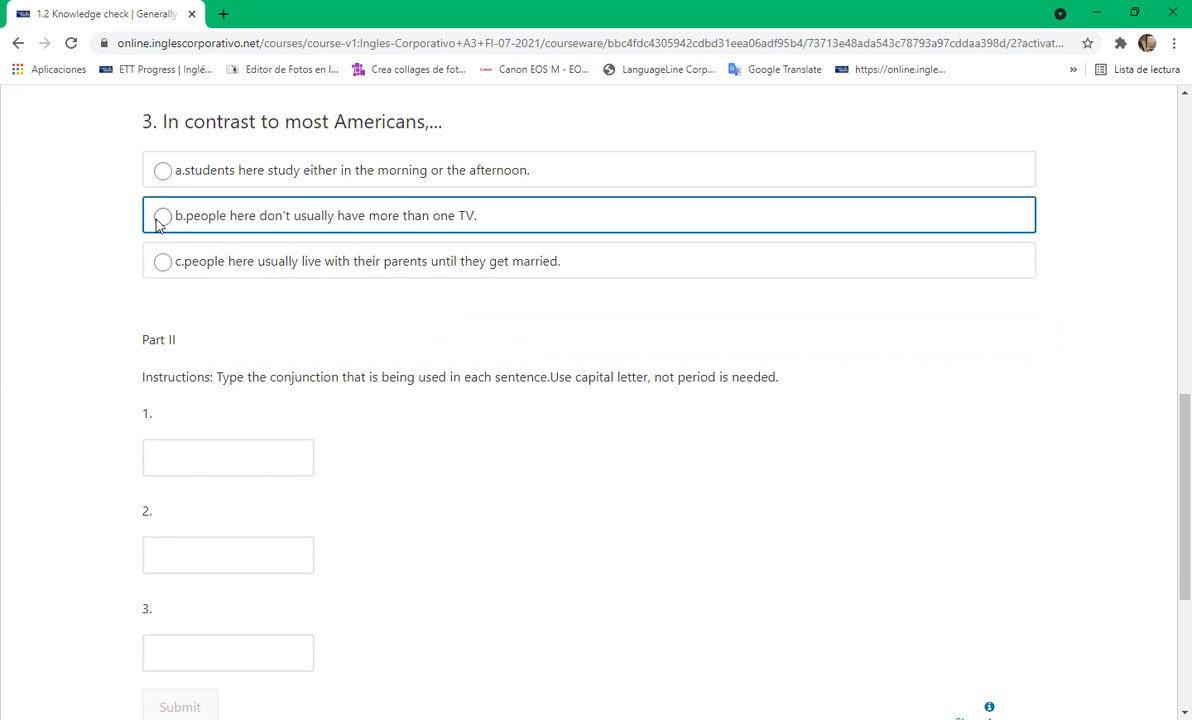 1.2 Knowledge check | Generally
online.inglescorporativo.net/courses/course-v1:Ingles-Corporativo+A3+FI-07-2021/courseware/bbc4fdc4305942cdbd31eea06adf95b4/73713e48ada543c78793a97cddaa398d/2?activat...
Aplicaciones ETT Progress | Inglé... Editor de Fotos en l... Crea collages de fot... Canon EOS M - EO... LanguageLine Corp... Google Translate https://online.ingle... » Lista de lectura
3. In contrast to most Americans,...
a.students here study either in the morning or the afternoon.
b.people here don't usually have more than one TV.
c.people here usually live with their parents until they get married.
Part II
Instructions: Type the conjunction that is being used in each sentence.Use capital letter, not period is needed.
1.
2.
3.
Submit